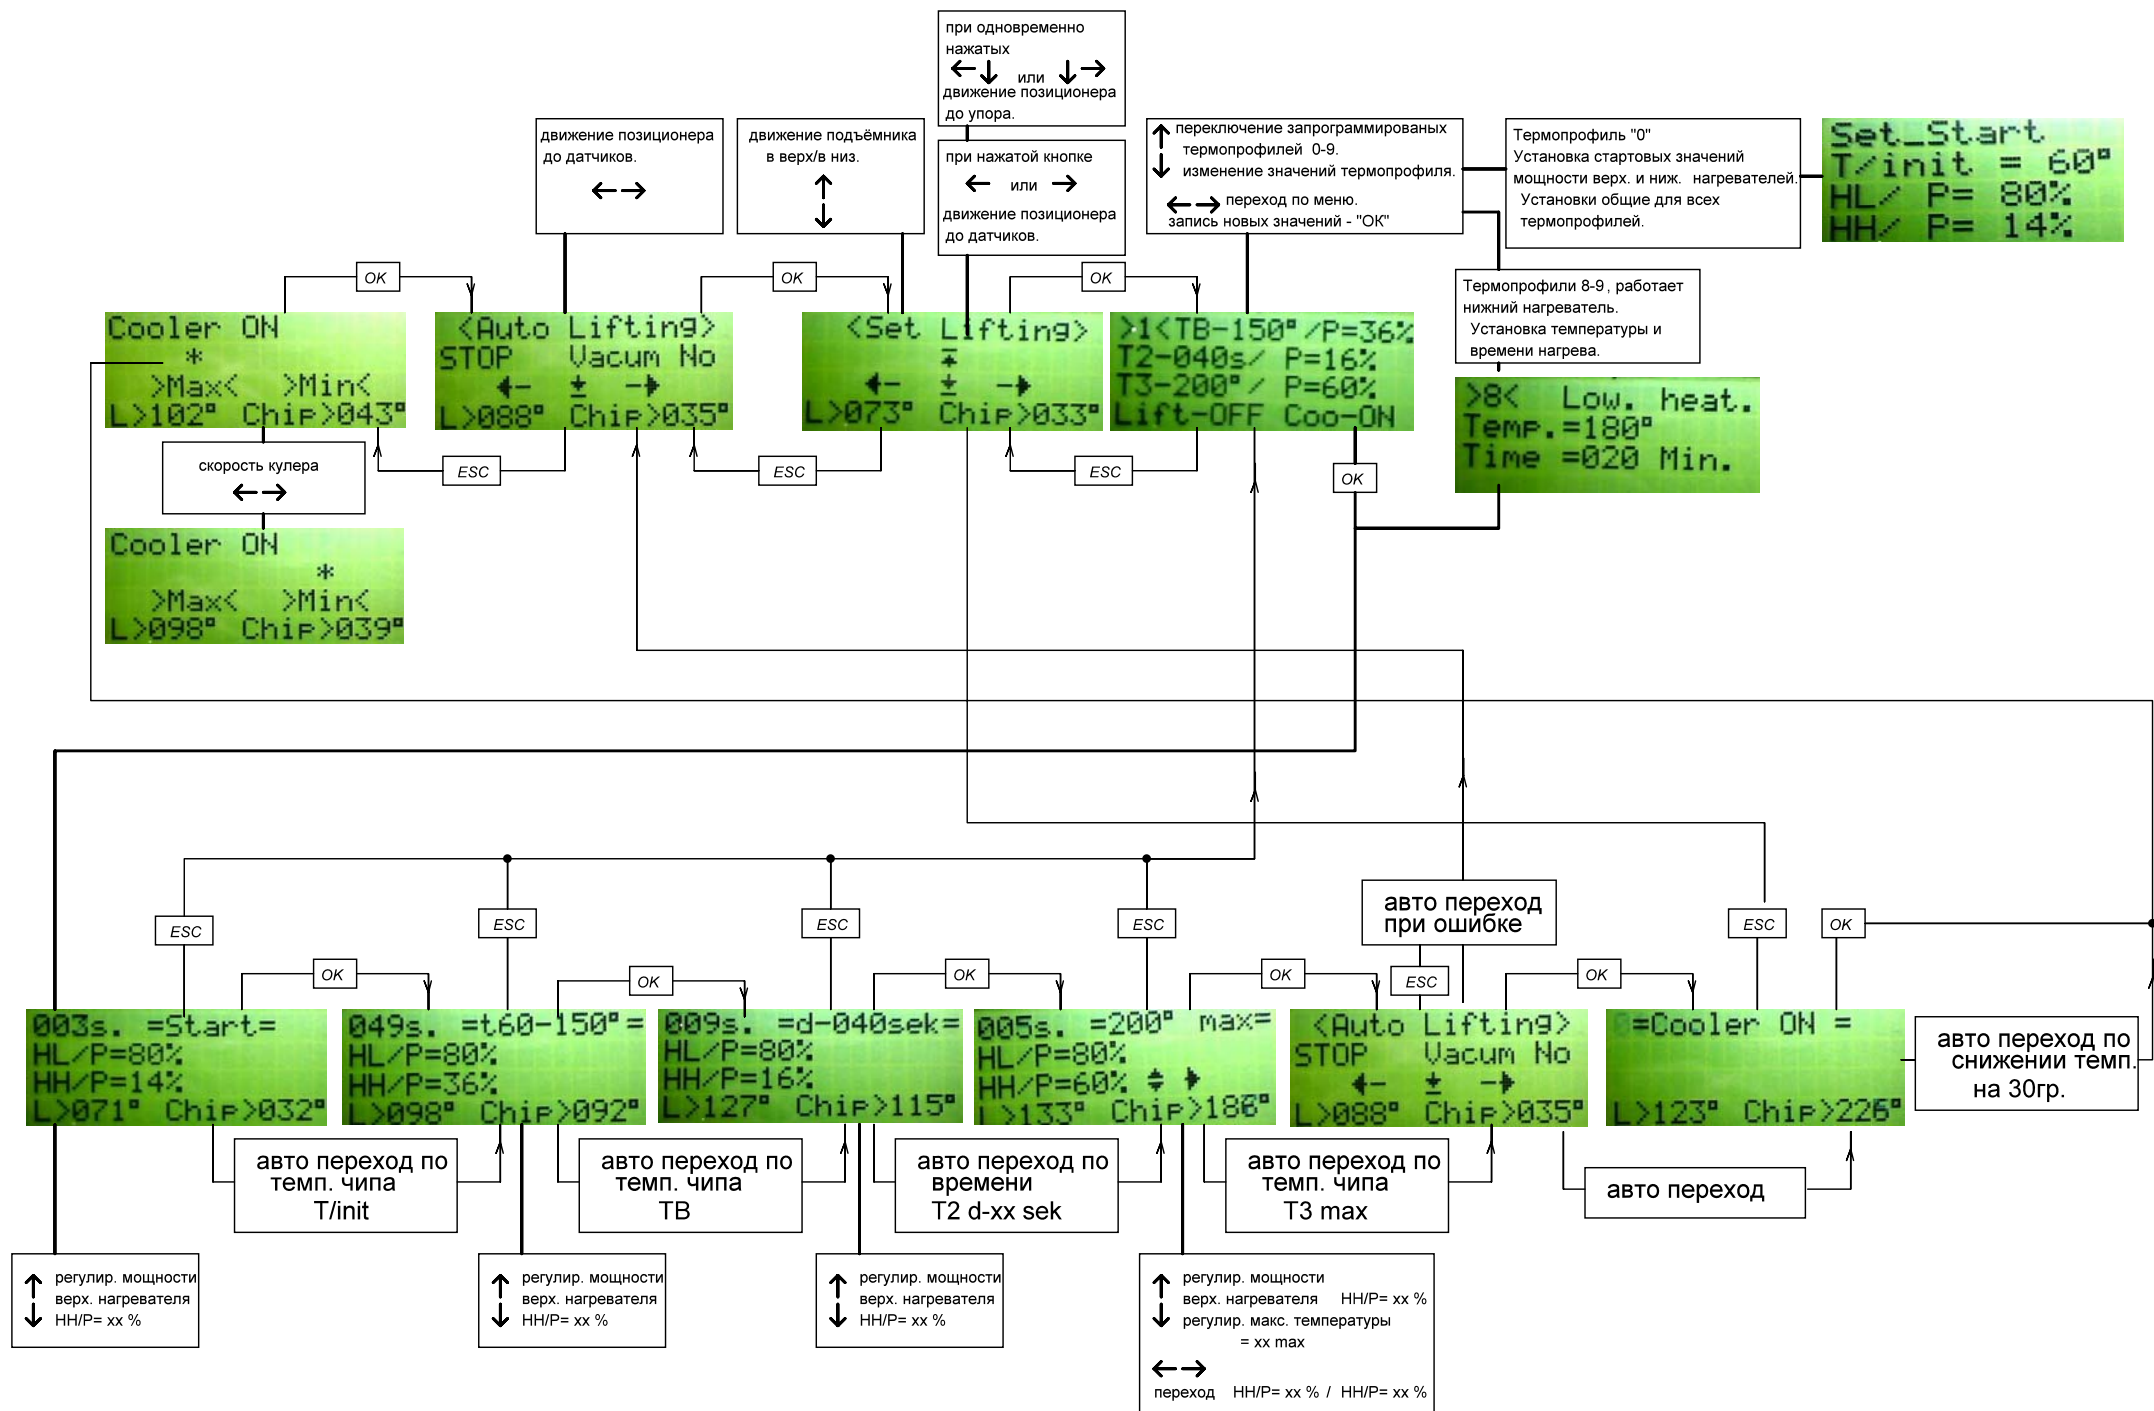 при одновременно
нажатых
или
движение позиционера
до упора.
движение позиционера
до датчиков.
движение подъёмника
в верх/в низ.
при нажатой кнопке
или
движение позиционера
до датчиков.
переключение запрограммированых
термопрофилей 0-9.
изменение значений термопрофиля.
переход по меню.
запись новых значений - "ОК"
Термопрофиль "0"
Установка стартовых значений
мощности верх. и ниж. нагревателей.
Установки общие для всех
термопрофилей.
Set_Start
T/init = 60°
HL/ P= 80%
HH/ P= 14%
Термопрофили 8-9, работает
нижний нагреватель.
Установка температуры и
времени нагрева.
OK
OK
OK
Cooler ON
*
>Max< >Min<
L>102° Chip>043°
<Auto Lifting>
STOP Vacum No
L>088° Chip>035°
<Set Lifting>
L>073° Chip>033°
>1<TB-150°/P=36%
T2-040s/ P=16%
T3-200°/ P=60%
Lift-OFF Coo-ON
>8< Low. heat.
Temp.=180°
Time =020 Min.
ESC
ESC
ESC
OK
скорость кулера
Cooler ON
*
>Max< >Min<
L>098° Chip>039°
авто переход
при ошибке
ESC
ESC
ESC
ESC
ESC
OK
OK
OK
OK
OK
ESC
OK
003s. =Start=
HL/P=80%
HH/P=14%
L>071° Chip>032°
049s. =t60-150°=
HL/P=80%
HH/P=36%
L>098° Chip>092°
009s. =d-040sek=
HL/P=80%
HH/P=16%
L>127° Chip>115°
005s. =200° max=
HL/P=80%
HH/P=60%
L>133° Chip>186°
<Auto Lifting>
STOP Vacum No
L>088° Chip>035°
=Cooler ON =
L>123° Chip>226°
авто переход по
снижении темп.
на 30гр.
авто переход по
темп. чипа
T/init
авто переход по
темп. чипа
TB
авто переход по
времени
T2 d-xx sek
авто переход по
темп. чипа
T3 max
авто переход
регулир. мощности
верх. нагревателя
HH/P= xx %
регулир. мощности
верх. нагревателя
HH/P= xx %
регулир. мощности
верх. нагревателя
HH/P= xx %
регулир. мощности
верх. нагревателя HH/P= xx %
регулир. макс. температуры
= xx max
переход HH/P= xx % / HH/P= xx %